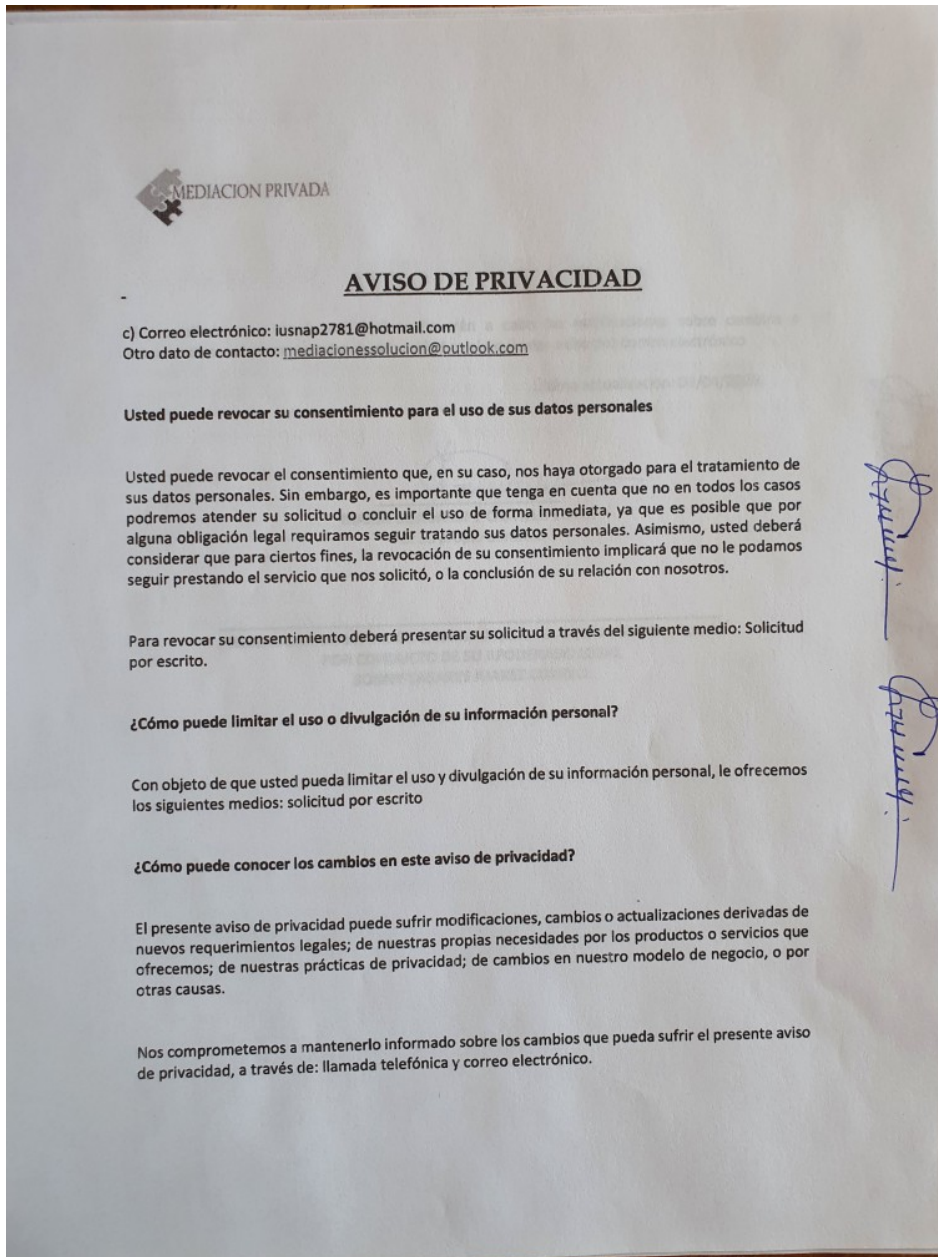 MEDIACION PRIVADA
AVISO DE PRIVACIDAD
-
c) Correo electrónico: iusnap2781@hotmail.com
Otro dato de contacto: mediacionessolucion@outlook.com
Usted puede revocar su consentimiento para el uso de sus datos personales
Usted puede revocar el consentimiento que, en su caso, nos haya otorgado para el tratamiento de
sus datos personales. Sin embargo, es importante que tenga en cuenta que no en todos los casos
podremos atender su solicitud o concluir el uso de forma inmediata, ya que es posible que por
alguna obligación legal requiramos seguir tratando sus datos personales. Asimismo, usted deberá
considerar que para ciertos fines, la revocación de su consentimiento implicará que no le podamos
seguir prestando el servicio que nos solicitó, o la conclusión de su relación con nosotros.
Para revocar su consentimiento deberá presentar su solicitud a través del siguiente medio: Solicitud
por escrito.
¿Cómo puede limitar el uso o divulgación de su información personal?
Con objeto de que usted pueda limitar el uso y divulgación de su información personal, le ofrecemos
los siguientes medios: solicitud por escrito
¿Cómo puede conocer los cambios en este aviso de privacidad?
El presente aviso de privacidad puede sufrir modificaciones, cambios o actualizaciones derivadas de
nuevos requerimientos legales; de nuestras propias necesidades por los productos o servicios que
ofrecemos; de nuestras prácticas de privacidad; de cambios en nuestro modelo de negocio, o por
otras causas.
Nos comprometemos a mantenerlo informado sobre los cambios que pueda sufrir el presente aviso
de privacidad, a través de: llamada telefónica y correo electrónico.